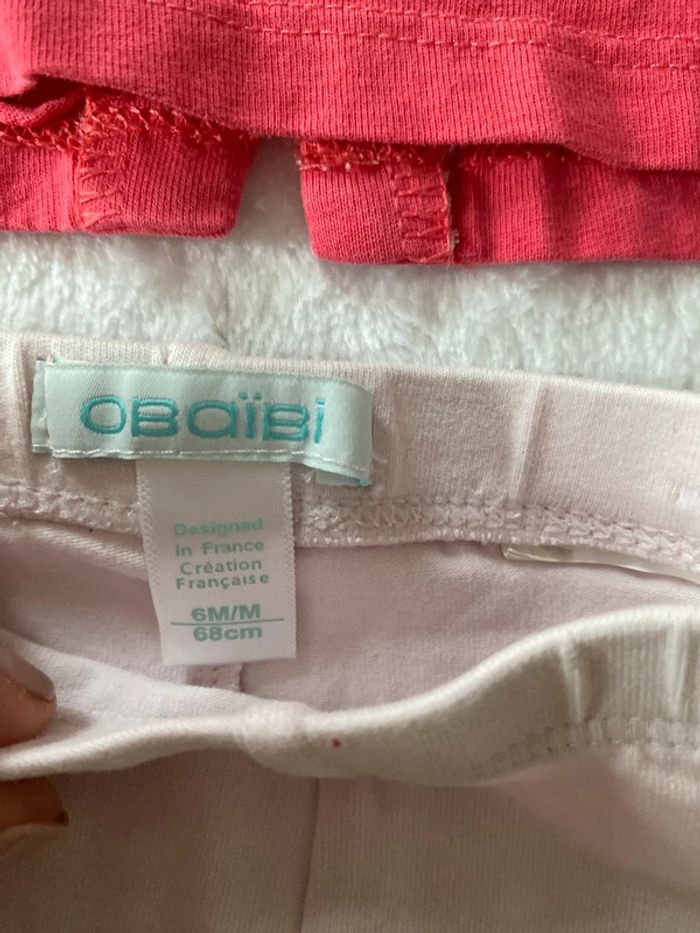 OBAÏBI
Designed
in France
Création
Française
6M/M
68cm